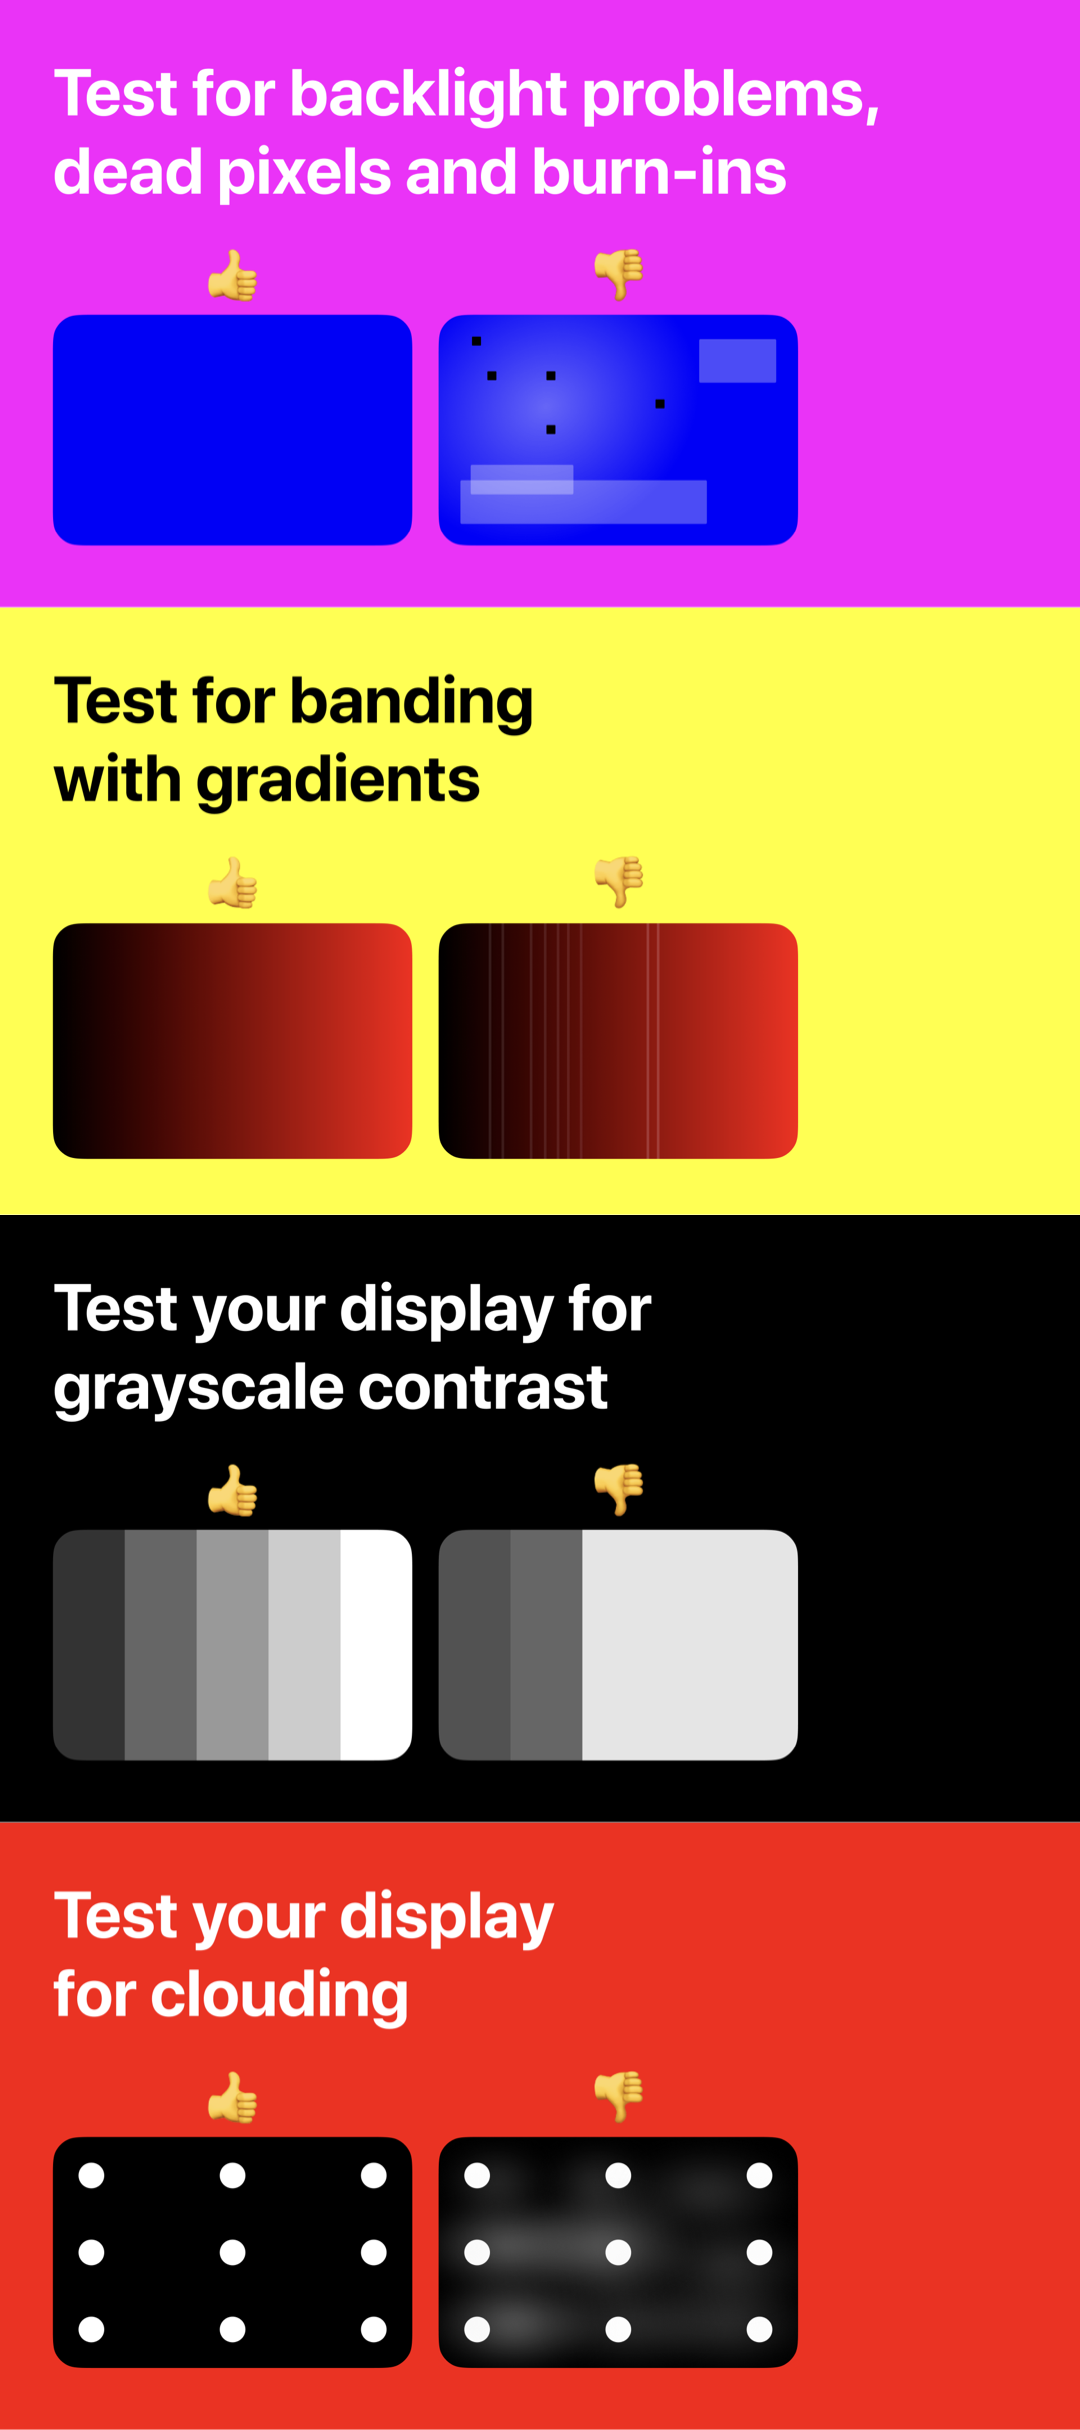 Test for backlight problems,
dead pixels and burn-ins
👍 👎
Test for banding
with gradients
👍 👎
Test your display for
grayscale contrast
👍 👎
Test your display
for clouding
👍 👎